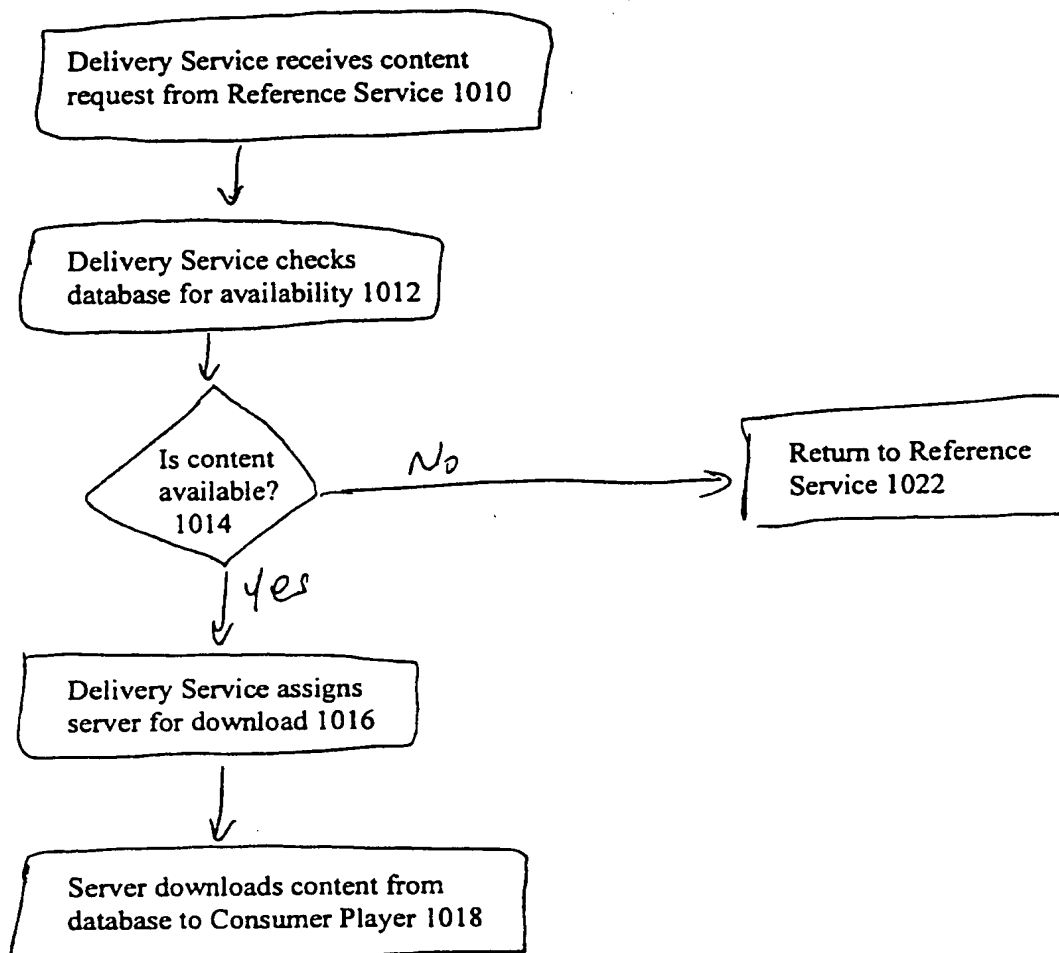 Delivery Service receives content
request from Reference Service 1010
Delivery Service checks
database for availability 1012
Is content
available?
1014
No
Return to Reference
Service 1022
Yes
Delivery Service assigns
server for download 1016
Server downloads content from
database to Consumer Player 1018